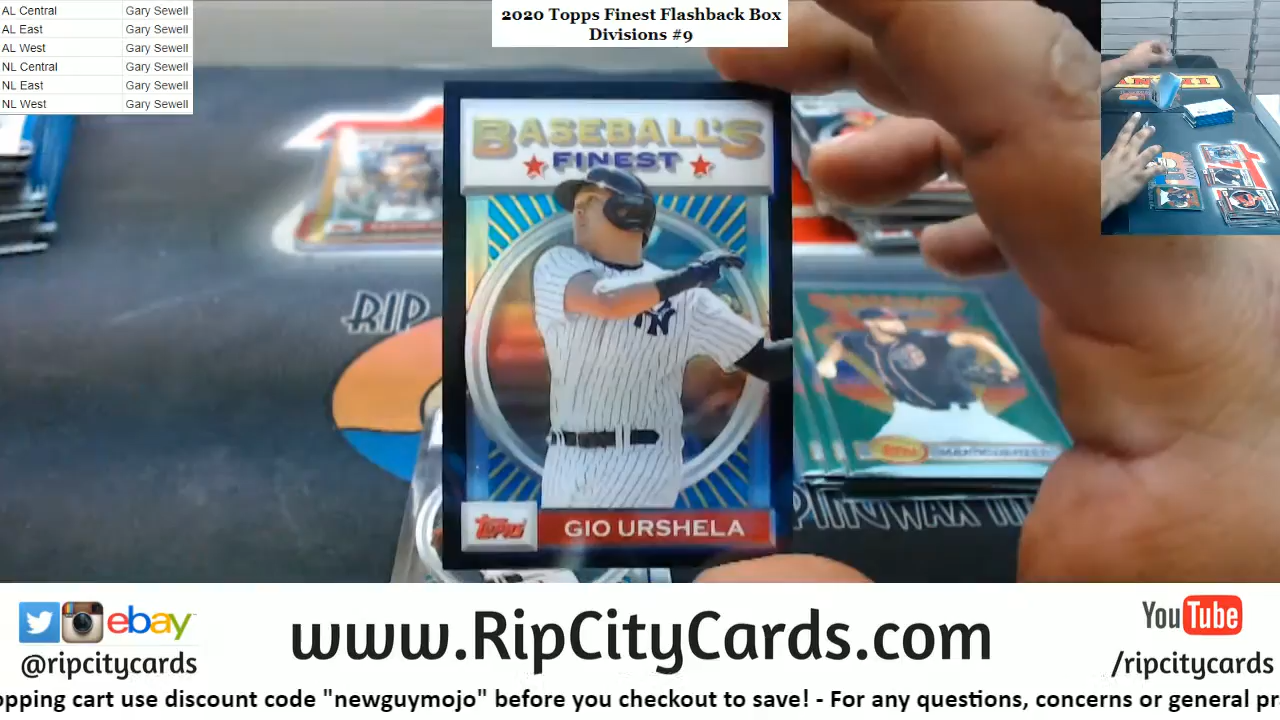 AL Central Gary Sewell
AL East Gary Sewell
AL West Gary Sewell
NL Central Gary Sewell
NL East Gary Sewell
NL West Gary Sewell
2020 Topps Finest Flashback Box
Divisions #9
BASEBALL'S
FINEST
NY
TOPPS
GIO URSHELA
RIP
ebay
@ripcitycards
www.RipCityCards.com
YouTube
/ripcitycards
opping cart use discount code "newguymojo" before you checkout to save! - For any questions, concerns or general pr